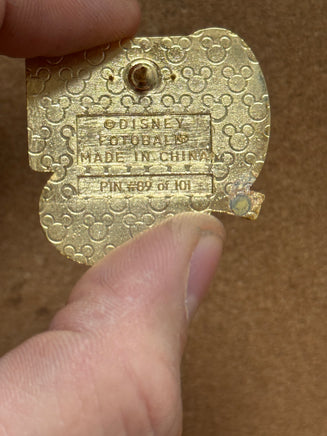 ©DISNEY
FOTOBALL®
MADE IN CHINA
PIN #89 of 101